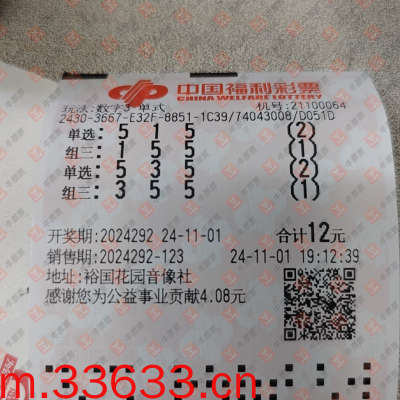 中国福利彩票
CHINA WELFARE LOTTERY
玩法:数字3-单式 机号:21100064
2430-3667-E32F-8851-1C39/74043008/D051D
单选: 5 1 5 (2)
组三: 1 5 5 (1)
单选: 5 3 5 (2)
组三: 3 5 5 (1)
开奖期:2024292 24-11-01 合计12元
销售期:2024292-123 24-11-01 19:12:39
地址:裕国花园音像社
感谢您为公益事业贡献4.08元
m.33633.cn